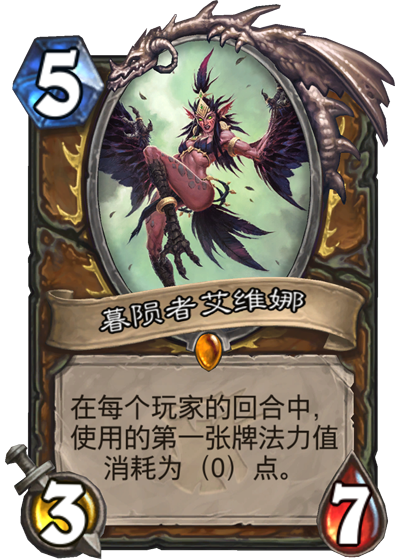 5
暮陨者艾维娜
在每个玩家的回合中，
使用的第一张牌法力值
消耗为（0）点。
3
7